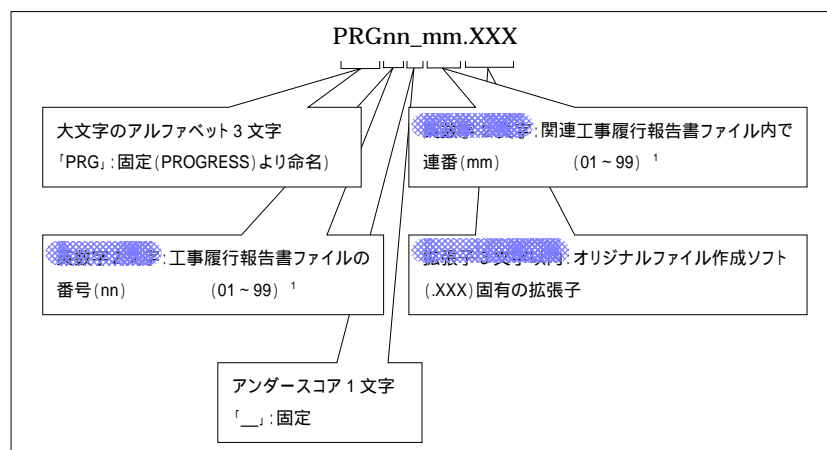 PRGnn_mm.XXX
大文字のアルファベット3文字
「PRG」:固定(PROGRESS)より命名)
:関連工事履行報告書ファイル内で
連番(mm) (01~99) 1
:工事履行報告書ファイルの
番号(nn) (01~99) 1
:オリジナルファイル作成ソフト
(.XXX)固有の拡張子
アンダースコア1文字
「__」:固定